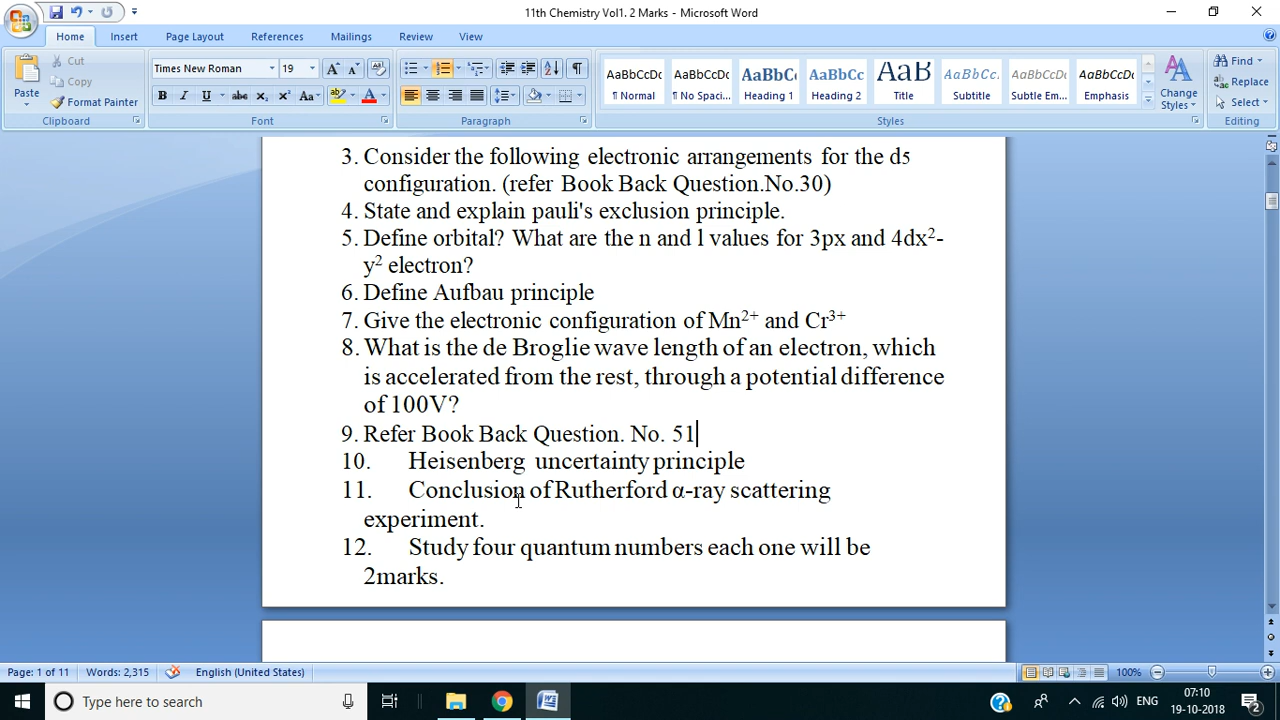 11th Chemistry Vol1. 2 Marks - Microsoft Word
Home Insert Page Layout References Mailings Review View
Paste
Cut
Copy
Format Painter
Clipboard
Times New Roman 19
Font
Paragraph
AaBbCcDc AaBbCcDc AaBbCc AaBbCc AaB AaBbCc. AaBbCcDc AaBbCcDc
¶ Normal ¶ No Spaci... Heading 1 Heading 2 Title Subtitle Subtle Em... Emphasis
Change
Styles
Styles
Find
Replace
Select
Editing
3. Consider the following electronic arrangements for the d5
configuration. (refer Book Back Question.No.30)
4. State and explain pauli's exclusion principle.
5. Define orbital? What are the n and l values for 3px and 4dx²-
y² electron?
6. Define Aufbau principle
7. Give the electronic configuration of Mn²⁺ and Cr³⁺
8. What is the de Broglie wave length of an electron, which
is accelerated from the rest, through a potential difference
of 100V?
9. Refer Book Back Question. No. 51
10. Heisenberg uncertainty principle
11. Conclusion of Rutherford α-ray scattering
experiment.
12. Study four quantum numbers each one will be
2marks.
Page: 1 of 11 Words: 2,315 English (United States) 100%
Type here to search
ENG
07:10
19-10-2018
2